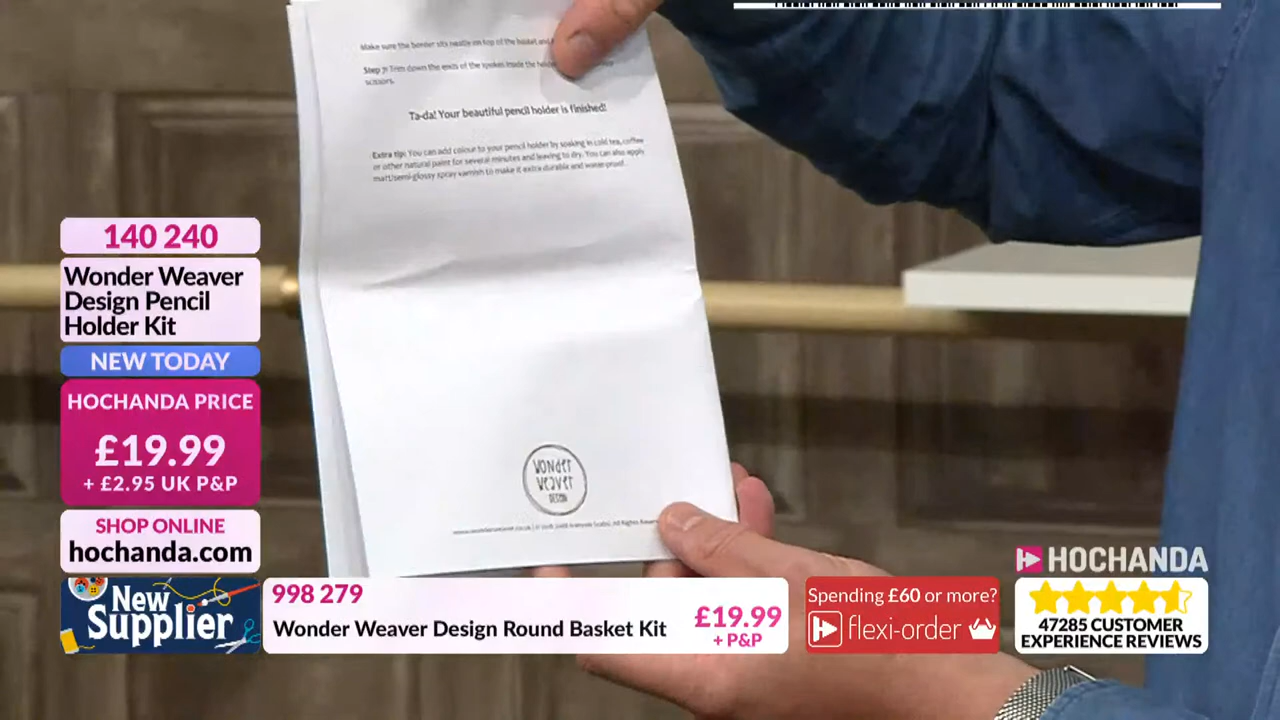 Make sure the border sits neatly on top of the basket and
Step 7: Trim down the ends of the spokes inside the holder
scissors.
Ta-da! Your beautiful pencil holder is finished!
Extra tip: You can add colour to your pencil holder by soaking in cold tea, coffee
or other natural paint for several minutes and leaving to dry. You can also apply
matt/semi-glossy spray varnish to make it extra durable and water-proof.
WONDER
WEAVER
DESIGN
All Rights
140 240
Wonder Weaver
Design Pencil
Holder Kit
NEW TODAY
HOCHANDA PRICE
£19.99
+ £2.95 UK P&P
SHOP ONLINE
hochanda.com
New
Supplier
998 279
Wonder Weaver Design Round Basket Kit
£19.99
+ P&P
Spending £60 or more?
flexi-order
HOCHANDA
47285 CUSTOMER
EXPERIENCE REVIEWS